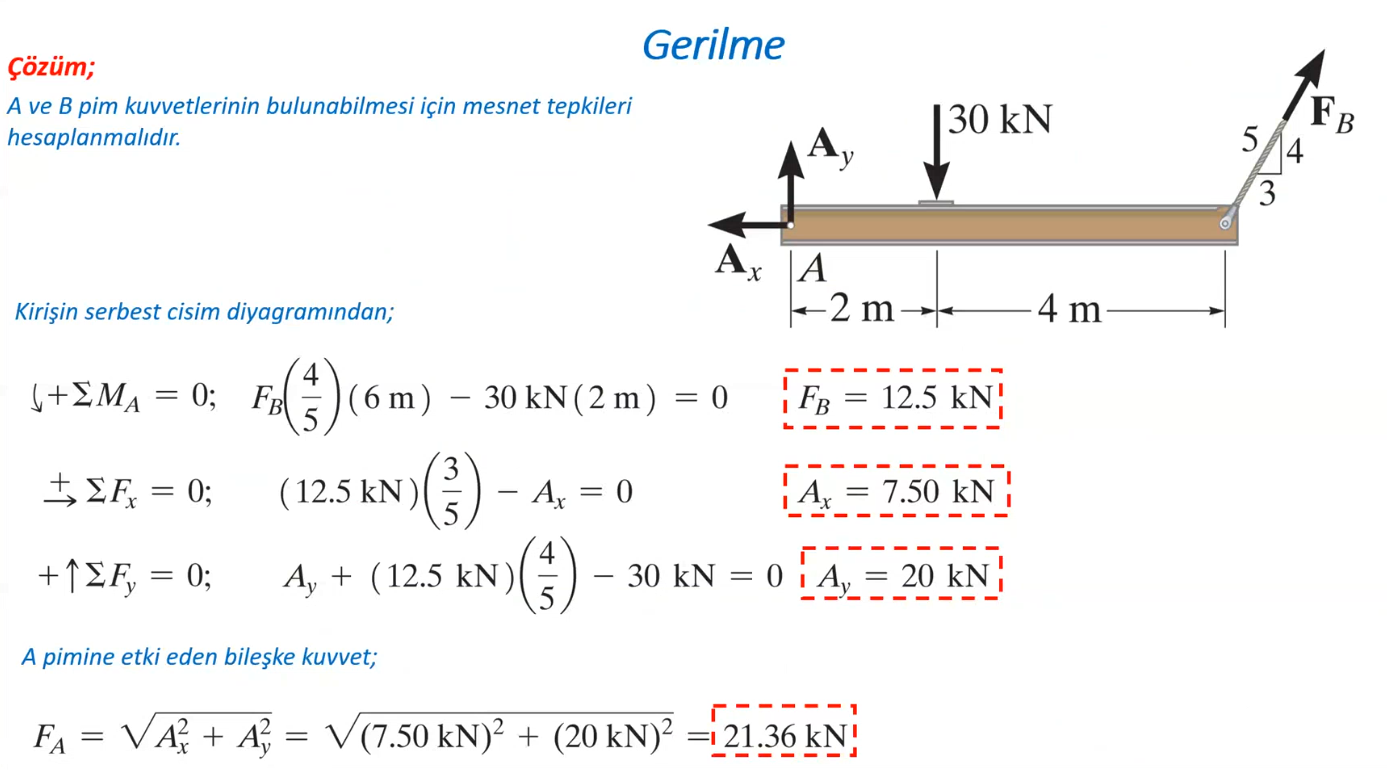 Gerilme
Çözüm;
A ve B pim kuvvetlerinin bulunabilmesi için mesnet tepkileri
hesaplanmalıdır.
30 kN
F_B
A_y
5
4
3
A_x
A
2 m
4 m
Kirişin serbest cisim diyagramından;
⤹+ΣM_A = 0; F_B(4/5)(6 m) − 30 kN(2 m) = 0 F_B = 12.5 kN
+→ ΣF_x = 0; (12.5 kN)(3/5) − A_x = 0 A_x = 7.50 kN
+↑ΣF_y = 0; A_y + (12.5 kN)(4/5) − 30 kN = 0 A_y = 20 kN
A pimine etki eden bileşke kuvvet;
F_A = √(A_x² + A_y²) = √((7.50 kN)² + (20 kN)²) = 21.36 kN